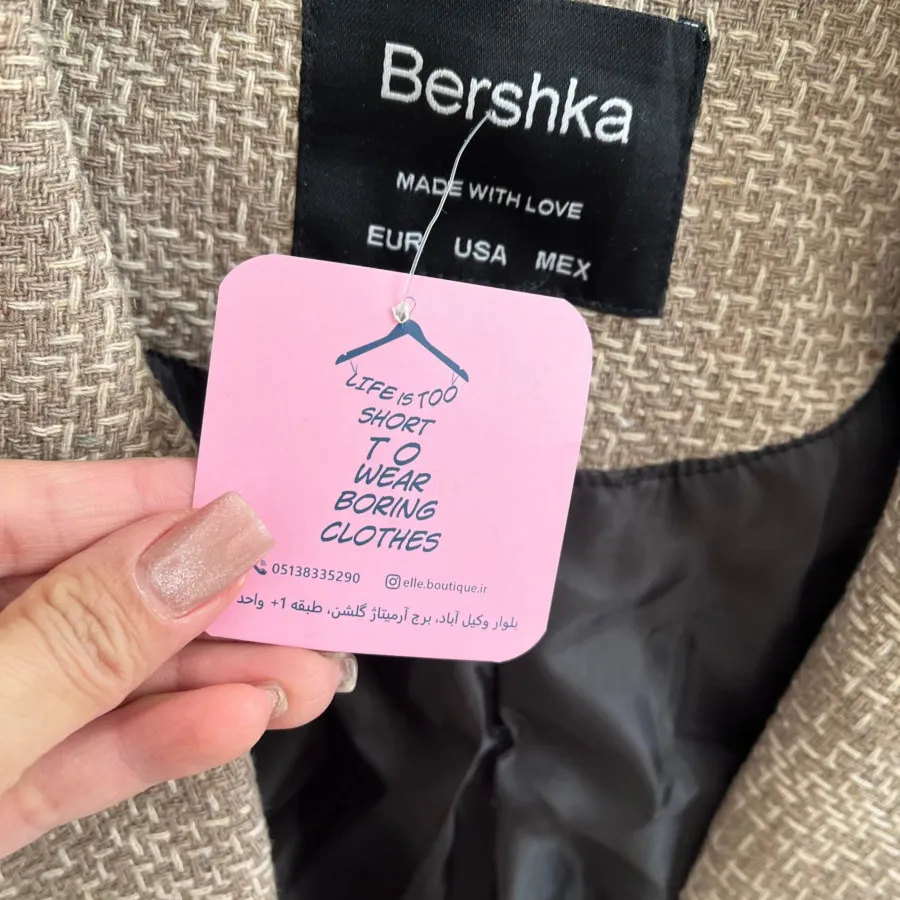 Bershka
MADE WITH LOVE
EUR USA MEX
LIFE IS TOO
SHORT
TO
WEAR
BORING
CLOTHES
05138335290 elle.boutique.ir
بلوار وکیل آباد، برج آرمیتاژ گلشن، طبقه 1+ واحد